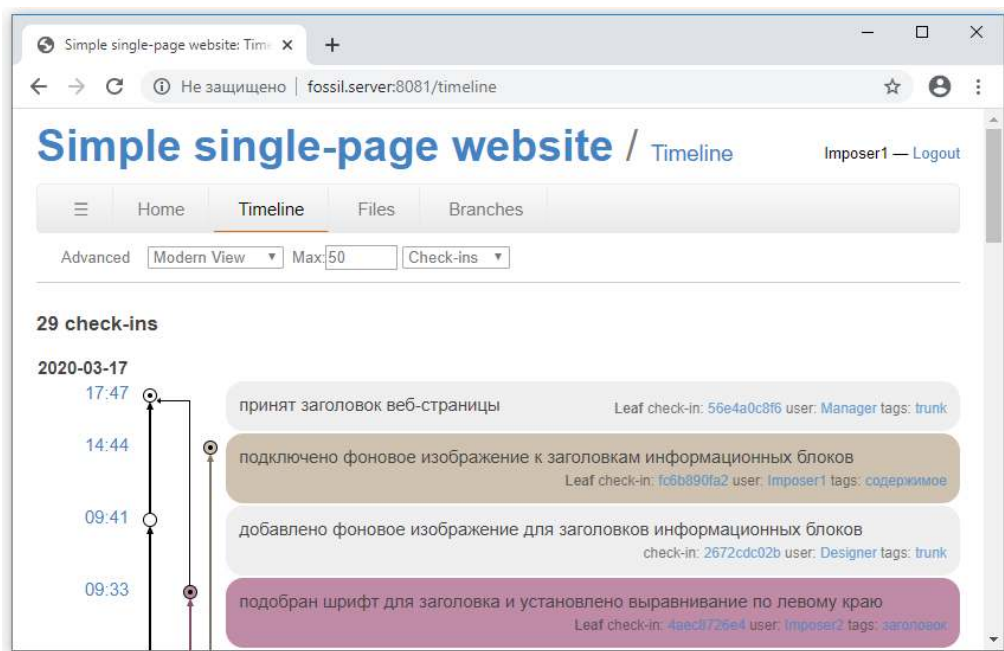 Simple single-page website: Time
Не защищено | fossil.server:8081/timeline
Simple single-page website / Timeline
Imposer1 — Logout
☰ Home Timeline Files Branches
Advanced Modern View Max:50 Check-ins
29 check-ins
2020-03-17
17:47
принят заголовок веб-страницы
Leaf check-in: 56e4a0c8f6 user: Manager tags: trunk
14:44
подключено фоновое изображение к заголовкам информационных блоков
Leaf check-in: fc6b890fa2 user: Imposer1 tags: содержимое
09:41
добавлено фоновое изображение для заголовков информационных блоков
check-in: 2672cdc02b user: Designer tags: trunk
09:33
подобран шрифт для заголовка и установлено выравнивание по левому краю
Leaf check-in: 4aec8726e4 user: Imposer2 tags: заголовок